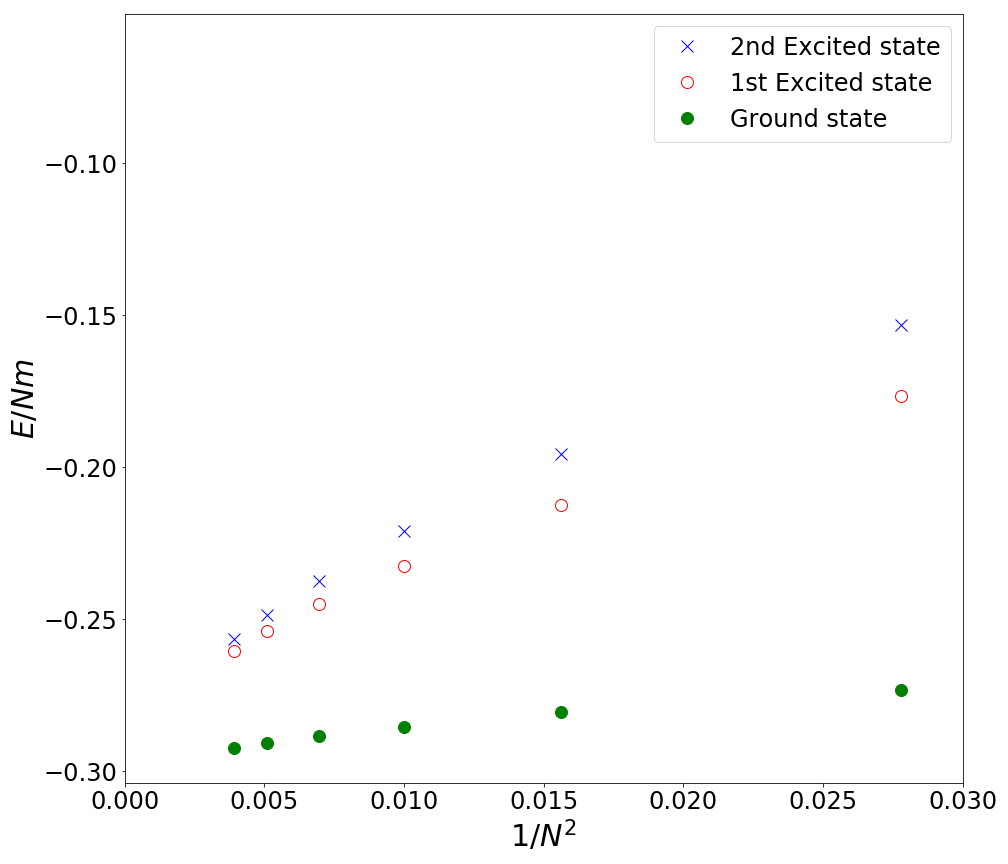 2nd Excited state
1st Excited state
Ground state
−0.10
−0.15
−0.20
−0.25
−0.30
E/Nm
0.000 0.005 0.010 0.015 0.020 0.025 0.030
1/N²